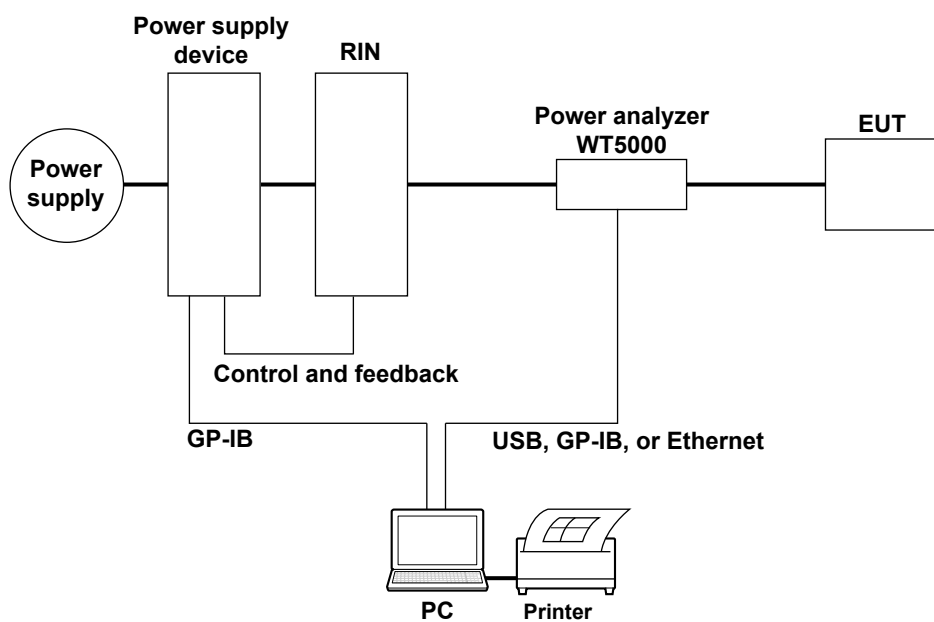 Power supply
device
RIN
Power analyzer
WT5000
EUT
Power
supply
Control and feedback
GP-IB
USB, GP-IB, or Ethernet
PC
Printer